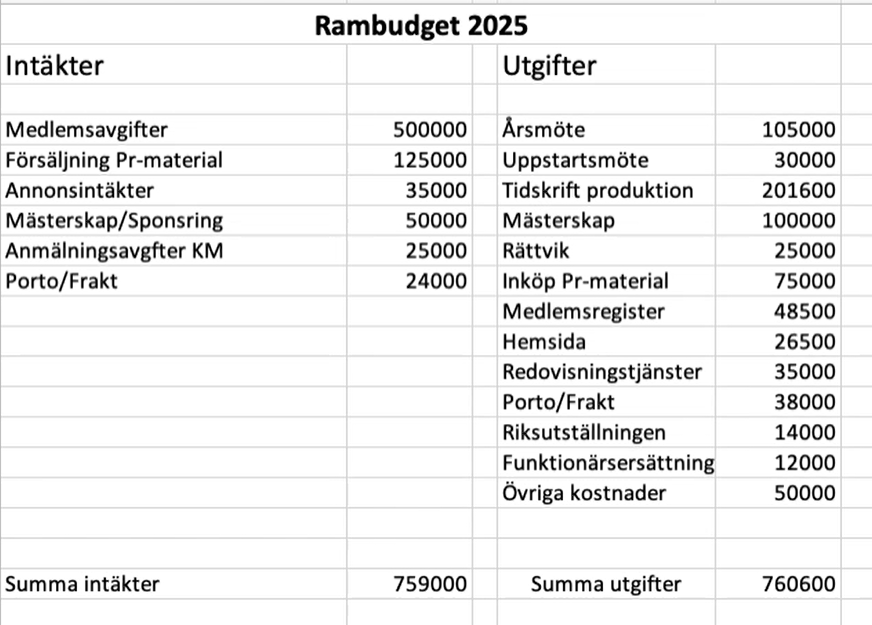 Rambudget 2025
Intäkter Utgifter
Medlemsavgifter 500000 Årsmöte 105000
Försäljning Pr-material 125000 Uppstartsmöte 30000
Annonsintäkter 35000 Tidskrift produktion 201600
Mästerskap/Sponsring 50000 Mästerskap 100000
Anmälningsavgfter KM 25000 Rättvik 25000
Porto/Frakt 24000 Inköp Pr-material 75000
Medlemsregister 48500
Hemsida 26500
Redovisningstjänster 35000
Porto/Frakt 38000
Riksutställningen 14000
Funktionärsersättning 12000
Övriga kostnader 50000
Summa intäkter 759000 Summa utgifter 760600